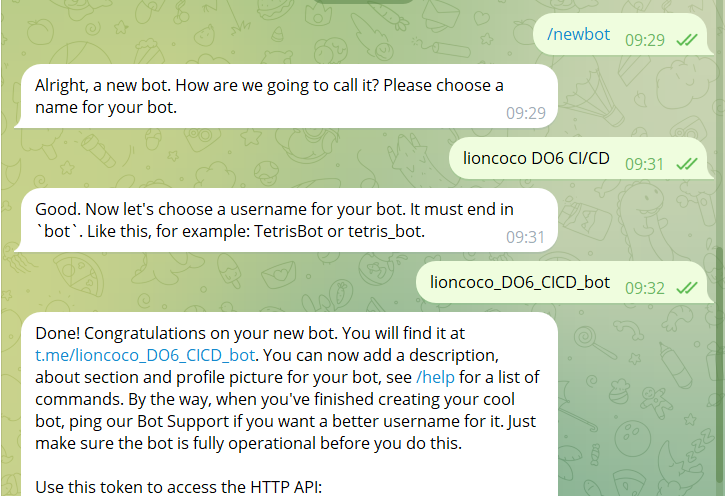 /newbot 09:29
Alright, a new bot. How are we going to call it? Please choose a
name for your bot.
09:29
lioncoco DO6 CI/CD 09:31
Good. Now let's choose a username for your bot. It must end in
`bot`. Like this, for example: TetrisBot or tetris_bot.
09:31
lioncoco_DO6_CICD_bot 09:32
Done! Congratulations on your new bot. You will find it at
t.me/lioncoco_DO6_CICD_bot. You can now add a description,
about section and profile picture for your bot, see /help for a list of
commands. By the way, when you've finished creating your cool
bot, ping our Bot Support if you want a better username for it. Just
make sure the bot is fully operational before you do this.
Use this token to access the HTTP API: